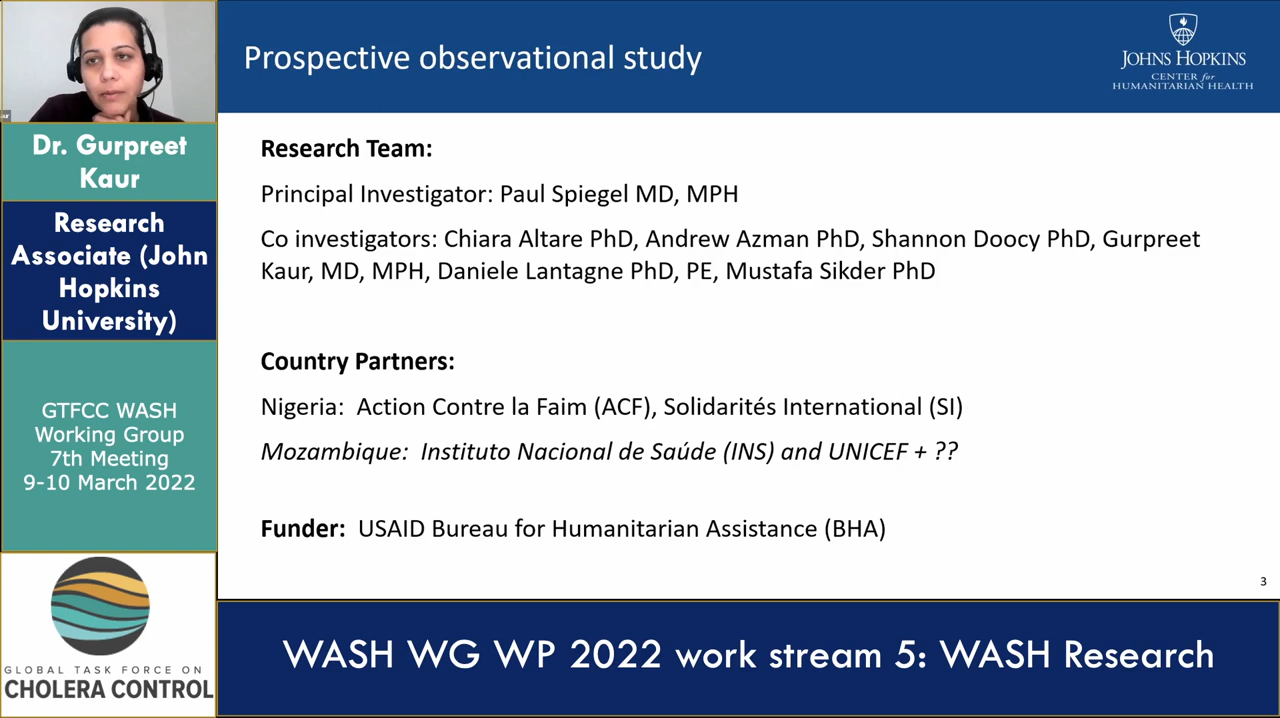 Prospective observational study
JOHNS HOPKINS
CENTER for
HUMANITARIAN HEALTH
Dr. Gurpreet
Kaur
Research
Associate (John
Hopkins
University)
GTFCC WASH
Working Group
7th Meeting
9-10 March 2022
GLOBAL TASK FORCE ON
CHOLERA CONTROL
Research Team:
Principal Investigator: Paul Spiegel MD, MPH
Co investigators: Chiara Altare PhD, Andrew Azman PhD, Shannon Doocy PhD, Gurpreet
Kaur, MD, MPH, Daniele Lantagne PhD, PE, Mustafa Sikder PhD
Country Partners:
Nigeria: Action Contre la Faim (ACF), Solidarités International (SI)
Mozambique: Instituto Nacional de Saúde (INS) and UNICEF + ??
Funder: USAID Bureau for Humanitarian Assistance (BHA)
3
WASH WG WP 2022 work stream 5: WASH Research